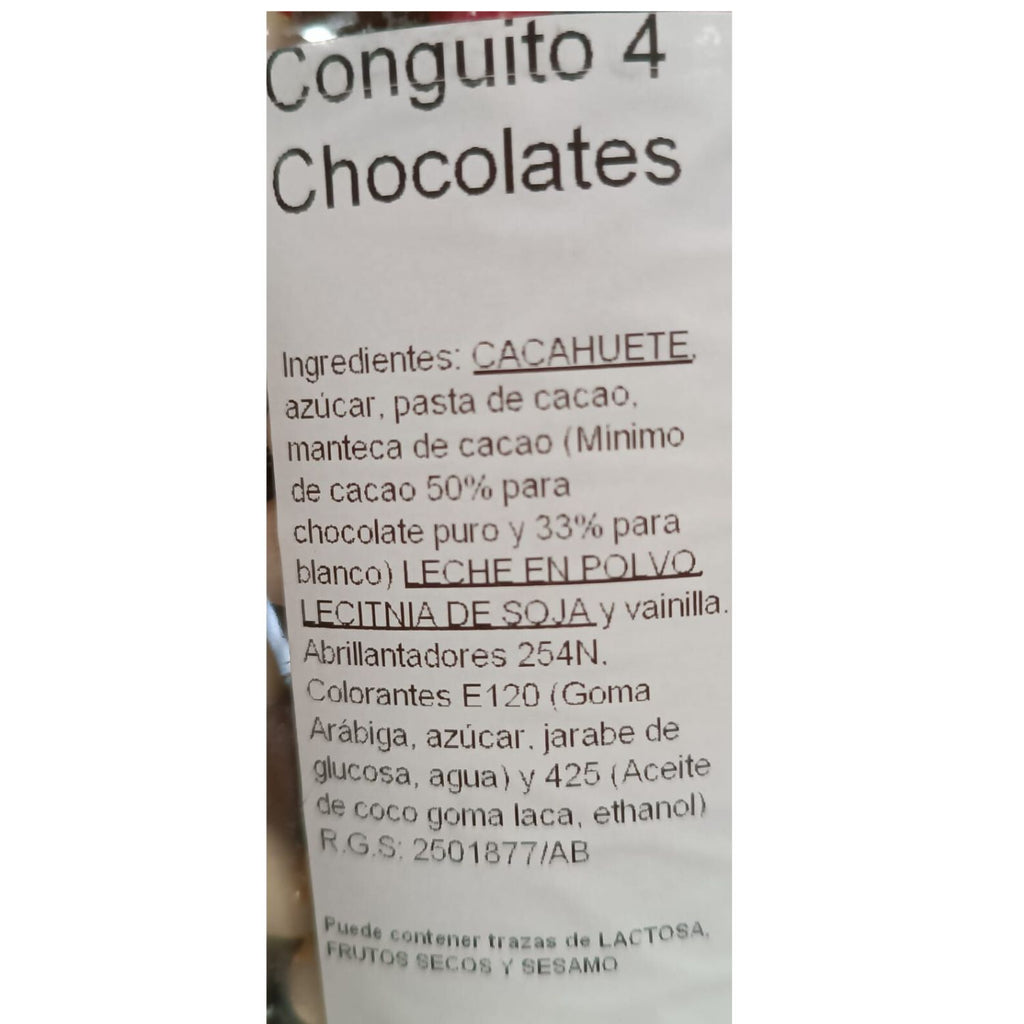 Conguito 4
Chocolates
Ingredientes: CACAHUETE,
azúcar, pasta de cacao,
manteca de cacao (Minimo
de cacao 50% para
chocolate puro y 33% para
blanco) LECHE EN POLVO,
LECITNIA DE SOJA y vainilla.
Abrillantadores 254N.
Colorantes E120 (Goma
Arábiga, azúcar, jarabe de
glucosa, agua) y 425 (Aceite
de coco goma laca, ethanol)
R.G.S: 2501877/AB
Puede contener trazas de LACTOSA,
FRUTOS SECOS Y SESAMO